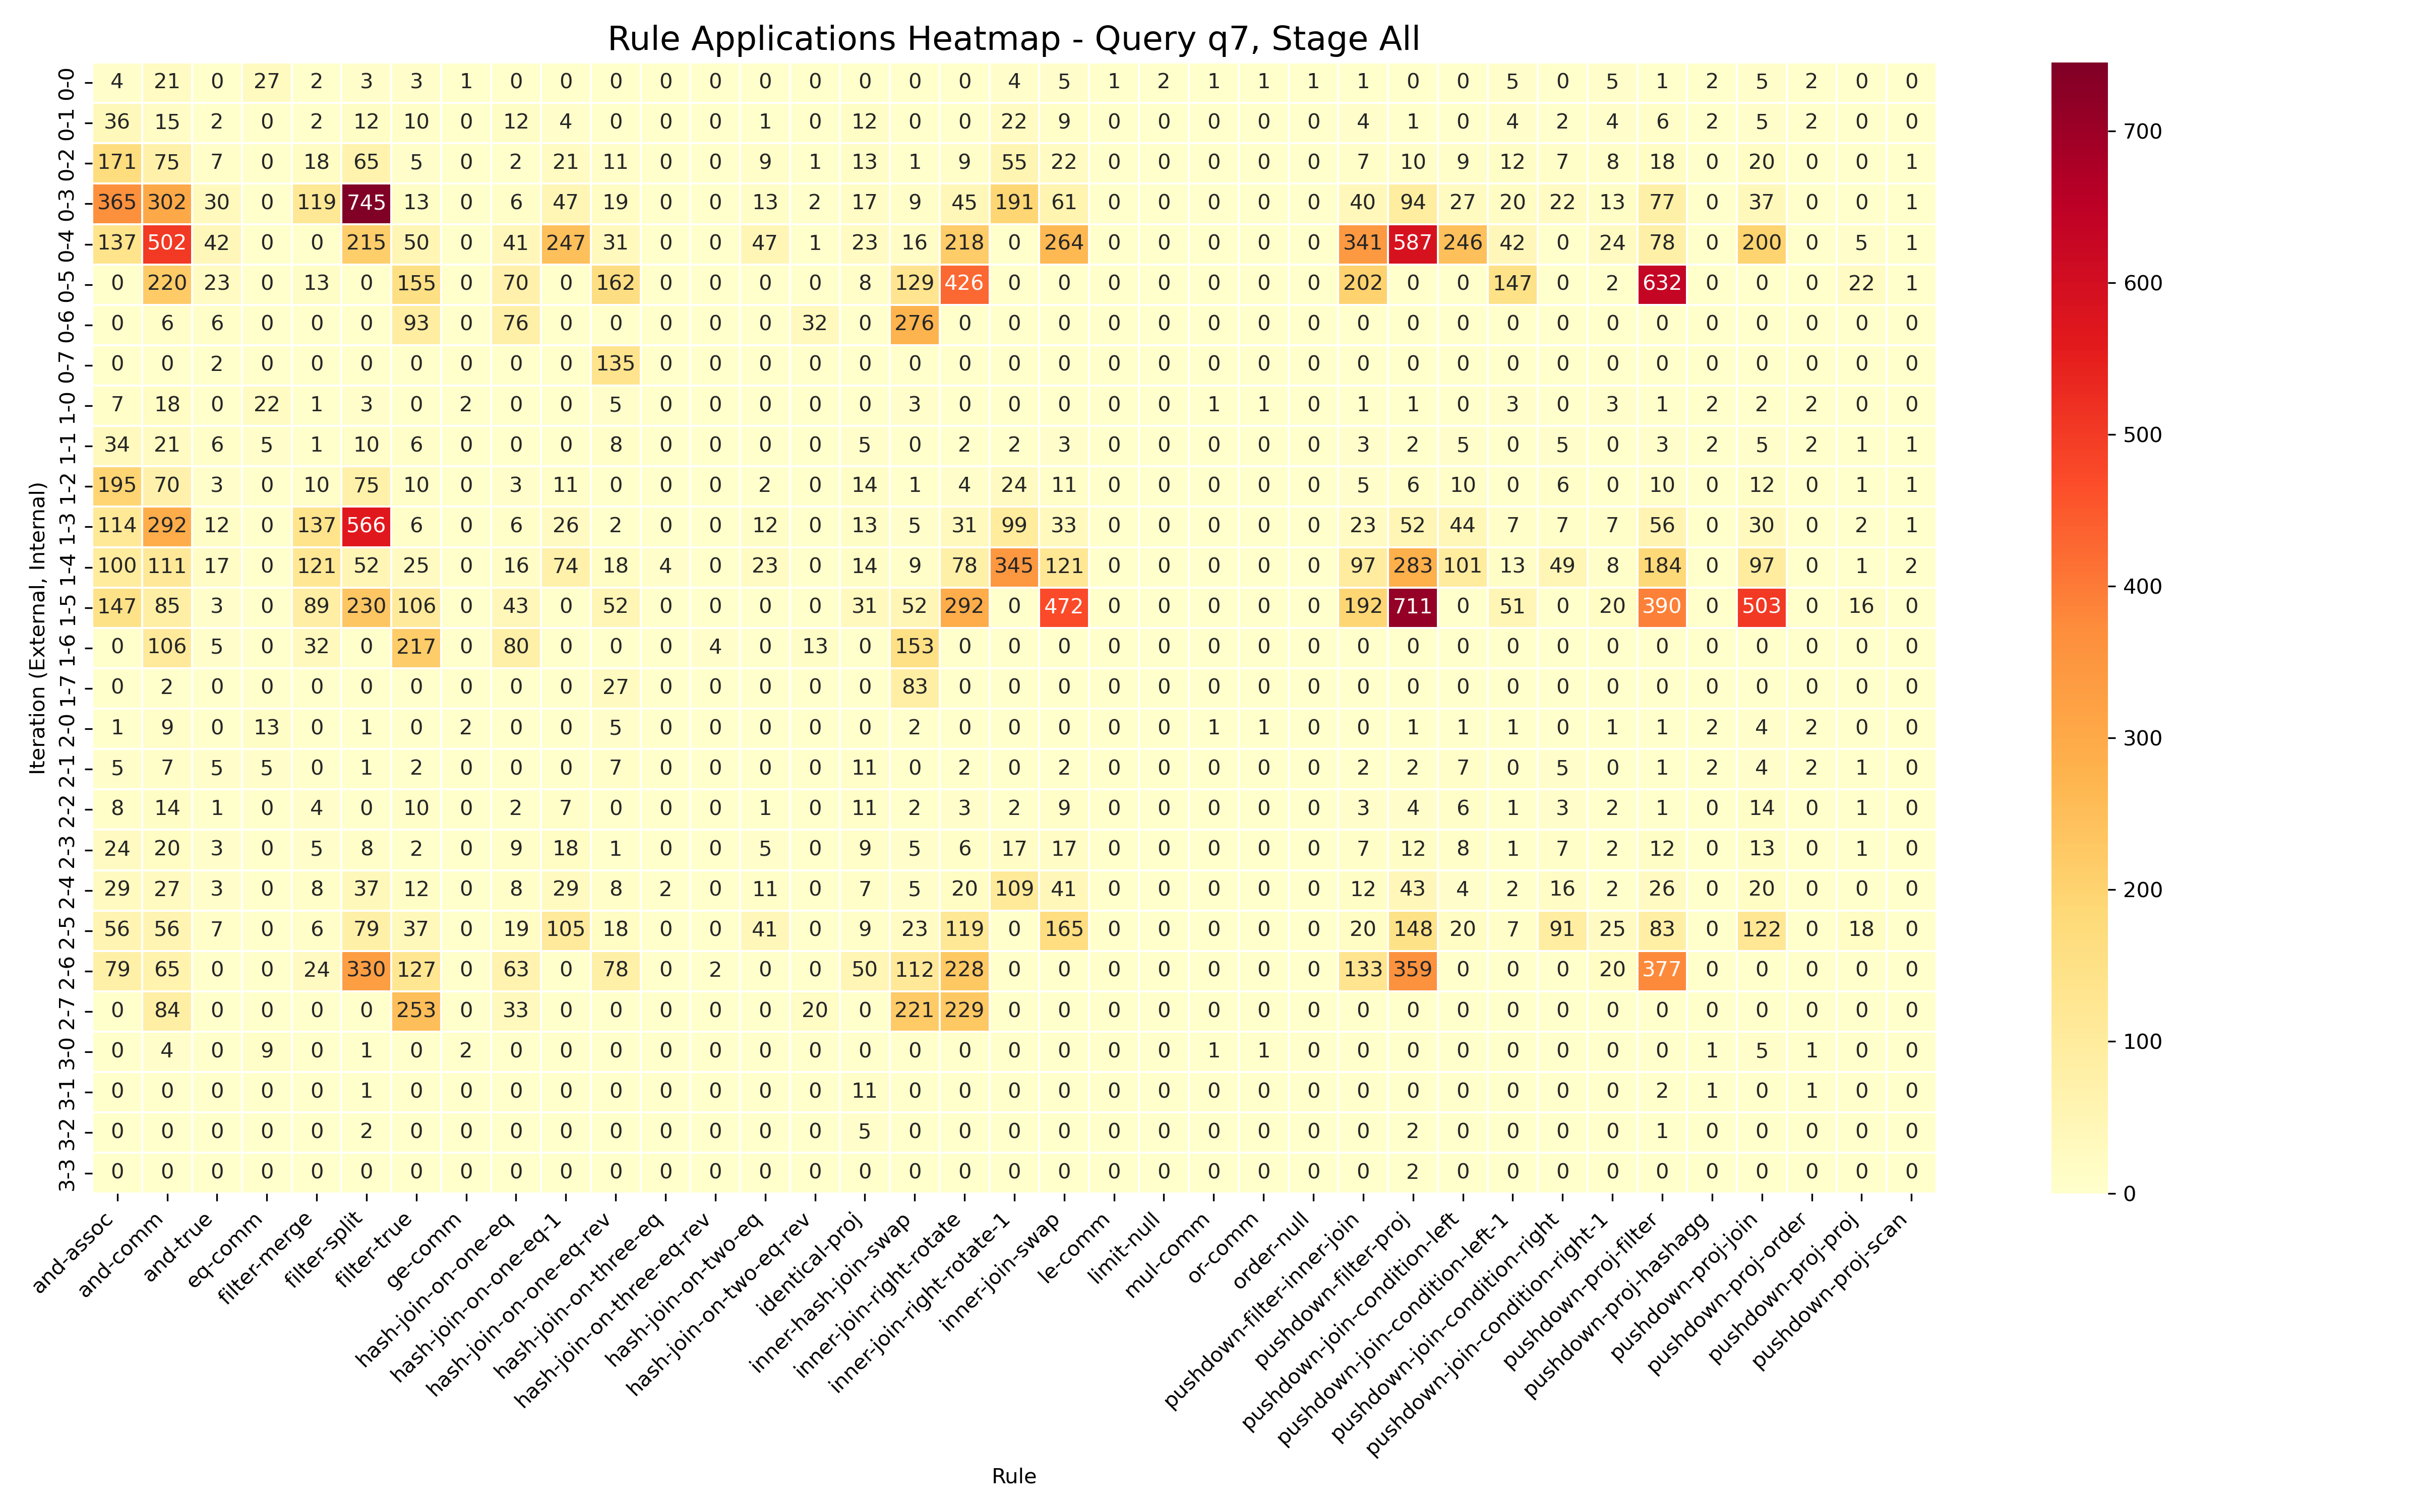 Rule Applications Heatmap - Query q7, Stage All
Iteration (External, Internal)
0-0 4 21 0 27 2 3 3 1 0 0 0 0 0 0 0 0 0 0 4 5 1 2 1 1 1 1 0 0 5 0 5 1 2 5 2 0 0
0-1 36 15 2 0 2 12 10 0 12 4 0 0 0 1 0 12 0 0 22 9 0 0 0 0 0 4 1 0 4 2 4 6 2 5 2 0 0
0-2 171 75 7 0 18 65 5 0 2 21 11 0 0 9 1 13 1 9 55 22 0 0 0 0 0 7 10 9 12 7 8 18 0 20 0 0 1
0-3 365 302 30 0 119 745 13 0 6 47 19 0 0 13 2 17 9 45 191 61 0 0 0 0 0 40 94 27 20 22 13 77 0 37 0 0 1
0-4 137 502 42 0 0 215 50 0 41 247 31 0 0 47 1 23 16 218 0 264 0 0 0 0 0 341 587 246 42 0 24 78 0 200 0 5 1
0-5 0 220 23 0 13 0 155 0 70 0 162 0 0 0 0 8 129 426 0 0 0 0 0 0 0 202 0 0 147 0 2 632 0 0 0 22 1
0-6 0 6 6 0 0 0 93 0 76 0 0 0 0 0 32 0 276 0 0 0 0 0 0 0 0 0 0 0 0 0 0 0 0 0 0 0 0
0-7 0 0 2 0 0 0 0 0 0 0 135 0 0 0 0 0 0 0 0 0 0 0 0 0 0 0 0 0 0 0 0 0 0 0 0 0 0
1-0 7 18 0 22 1 3 0 2 0 0 5 0 0 0 0 0 3 0 0 0 0 0 1 1 0 1 1 0 3 0 3 1 2 2 2 0 0
1-1 34 21 6 5 1 10 6 0 0 0 8 0 0 0 0 5 0 2 2 3 0 0 0 0 0 3 2 5 0 5 0 3 2 5 2 1 1
1-2 195 70 3 0 10 75 10 0 3 11 0 0 0 2 0 14 1 4 24 11 0 0 0 0 0 5 6 10 0 6 0 10 0 12 0 1 1
1-3 114 292 12 0 137 566 6 0 6 26 2 0 0 12 0 13 5 31 99 33 0 0 0 0 0 23 52 44 7 7 7 56 0 30 0 2 1
1-4 100 111 17 0 121 52 25 0 16 74 18 4 0 23 0 14 9 78 345 121 0 0 0 0 0 97 283 101 13 49 8 184 0 97 0 1 2
1-5 147 85 3 0 89 230 106 0 43 0 52 0 0 0 0 31 52 292 0 472 0 0 0 0 0 192 711 0 51 0 20 390 0 503 0 16 0
1-6 0 106 5 0 32 0 217 0 80 0 0 0 4 0 13 0 153 0 0 0 0 0 0 0 0 0 0 0 0 0 0 0 0 0 0 0 0
1-7 0 2 0 0 0 0 0 0 0 0 27 0 0 0 0 0 83 0 0 0 0 0 0 0 0 0 0 0 0 0 0 0 0 0 0 0 0
2-0 1 9 0 13 0 1 0 2 0 0 5 0 0 0 0 0 2 0 0 0 0 0 1 1 0 0 1 1 1 0 1 1 2 4 2 0 0
2-1 5 7 5 5 0 1 2 0 0 0 7 0 0 0 0 11 0 2 0 2 0 0 0 0 0 2 2 7 0 5 0 1 2 4 2 1 0
2-2 8 14 1 0 4 0 10 0 2 7 0 0 0 1 0 11 2 3 2 9 0 0 0 0 0 3 4 6 1 3 2 1 0 14 0 1 0
2-3 24 20 3 0 5 8 2 0 9 18 1 0 0 5 0 9 5 6 17 17 0 0 0 0 0 7 12 8 1 7 2 12 0 13 0 1 0
2-4 29 27 3 0 8 37 12 0 8 29 8 2 0 11 0 7 5 20 109 41 0 0 0 0 0 12 43 4 2 16 2 26 0 20 0 0 0
2-5 56 56 7 0 6 79 37 0 19 105 18 0 0 41 0 9 23 119 0 165 0 0 0 0 0 20 148 20 7 91 25 83 0 122 0 18 0
2-6 79 65 0 0 24 330 127 0 63 0 78 0 2 0 0 50 112 228 0 0 0 0 0 0 0 133 359 0 0 0 20 377 0 0 0 0 0
2-7 0 84 0 0 0 0 253 0 33 0 0 0 0 0 20 0 221 229 0 0 0 0 0 0 0 0 0 0 0 0 0 0 0 0 0 0 0
3-0 0 4 0 9 0 1 0 2 0 0 0 0 0 0 0 0 0 0 0 0 0 0 1 1 0 0 0 0 0 0 0 0 1 5 1 0 0
3-1 0 0 0 0 0 1 0 0 0 0 0 0 0 0 0 11 0 0 0 0 0 0 0 0 0 0 0 0 0 0 0 2 1 0 1 0 0
3-2 0 0 0 0 0 2 0 0 0 0 0 0 0 0 0 5 0 0 0 0 0 0 0 0 0 0 2 0 0 0 0 1 0 0 0 0 0
3-3 0 0 0 0 0 0 0 0 0 0 0 0 0 0 0 0 0 0 0 0 0 0 0 0 0 0 2 0 0 0 0 0 0 0 0 0 0
and-assoc
and-comm
and-true
eq-comm
filter-merge
filter-split
filter-true
ge-comm
hash-join-on-one-eq
hash-join-on-one-eq-1
hash-join-on-one-eq-rev
hash-join-on-three-eq
hash-join-on-three-eq-rev
hash-join-on-two-eq
hash-join-on-two-eq-rev
identical-proj
inner-hash-join-swap
inner-join-right-rotate
inner-join-right-rotate-1
inner-join-swap
le-comm
limit-null
mul-comm
or-comm
order-null
pushdown-filter-inner-join
pushdown-filter-proj
pushdown-join-condition-left
pushdown-join-condition-left-1
pushdown-join-condition-right
pushdown-join-condition-right-1
pushdown-proj-filter
pushdown-proj-hashagg
pushdown-proj-join
pushdown-proj-order
pushdown-proj-proj
pushdown-proj-scan
Rule
700
600
500
400
300
200
100
0